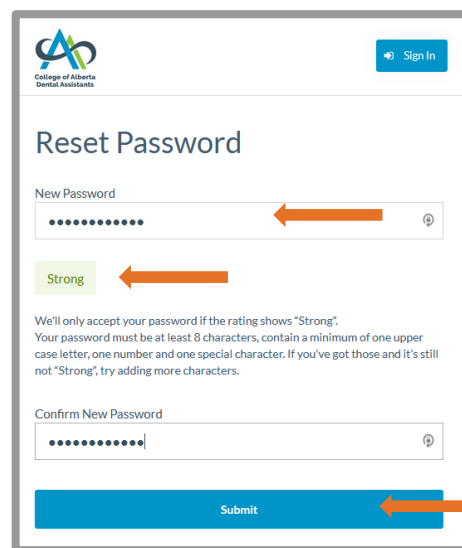 College of Alberta
Dental Assistants
Sign In
Reset Password
New Password
••••••••••••
Strong
We'll only accept your password if the rating shows "Strong".
Your password must be at least 8 characters, contain a minimum of one upper
case letter, one number and one special character. If you've got those and it's still
not "Strong", try adding more characters.
Confirm New Password
••••••••••••
Submit